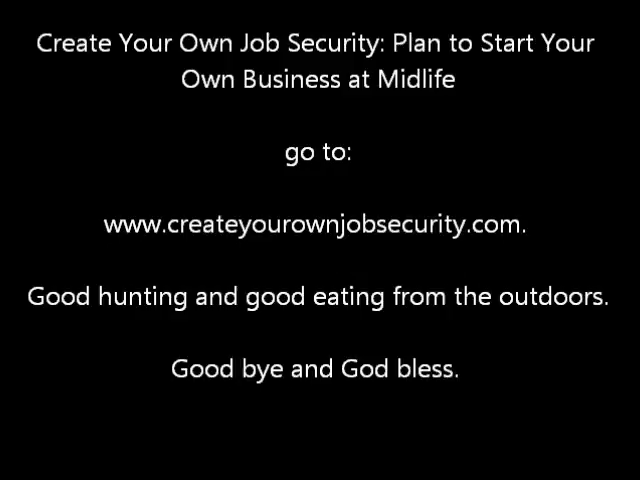 Create Your Own Job Security: Plan to Start Your
Own Business at Midlife
go to:
www.createyourownjobsecurity.com.
Good hunting and good eating from the outdoors.
Good bye and God bless.